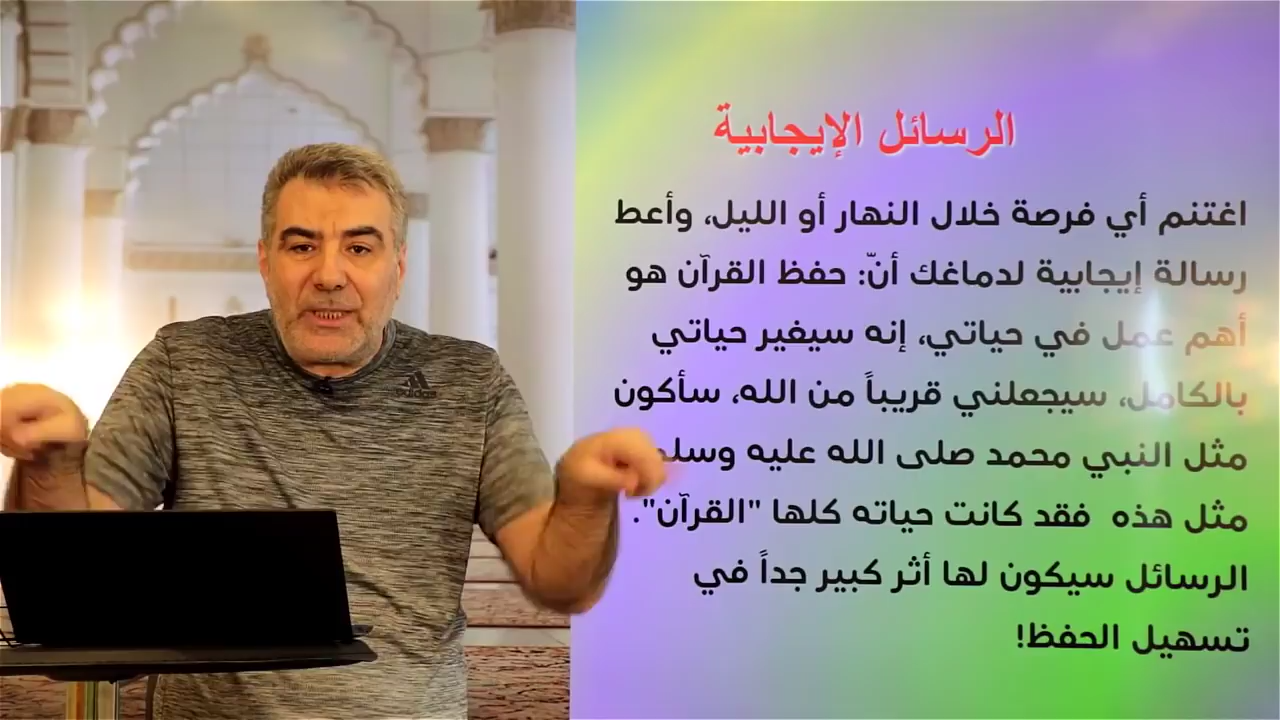 الرسائل الإيجابية
اغتنم أي فرصة خلال النهار أو الليل، وأعط
رسالة إيجابية لدماغك أنّ: حفظ القرآن هو
أهم عمل في حياتي، إنه سيغير حياتي
بالكامل، سيجعلني قريباً من الله، سأكون
مثل النبي محمد صلى الله عليه وسلم
مثل هذه فقد كانت حياته كلها "القرآن".
الرسائل سيكون لها أثر كبير جداً في
تسهيل الحفظ!
adidas